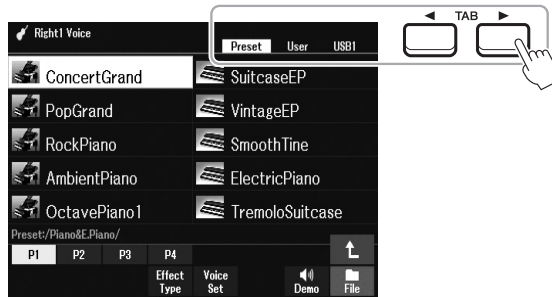 ◄ TAB ►
Right1 Voice
Preset User USB1
ConcertGrand SuitcaseEP
PopGrand VintageEP
RockPiano SmoothTine
AmbientPiano ElectricPiano
OctavePiano1 TremoloSuitcase
Preset:/Piano&E.Piano/
P1 P2 P3 P4
Effect Type Voice Set Demo File